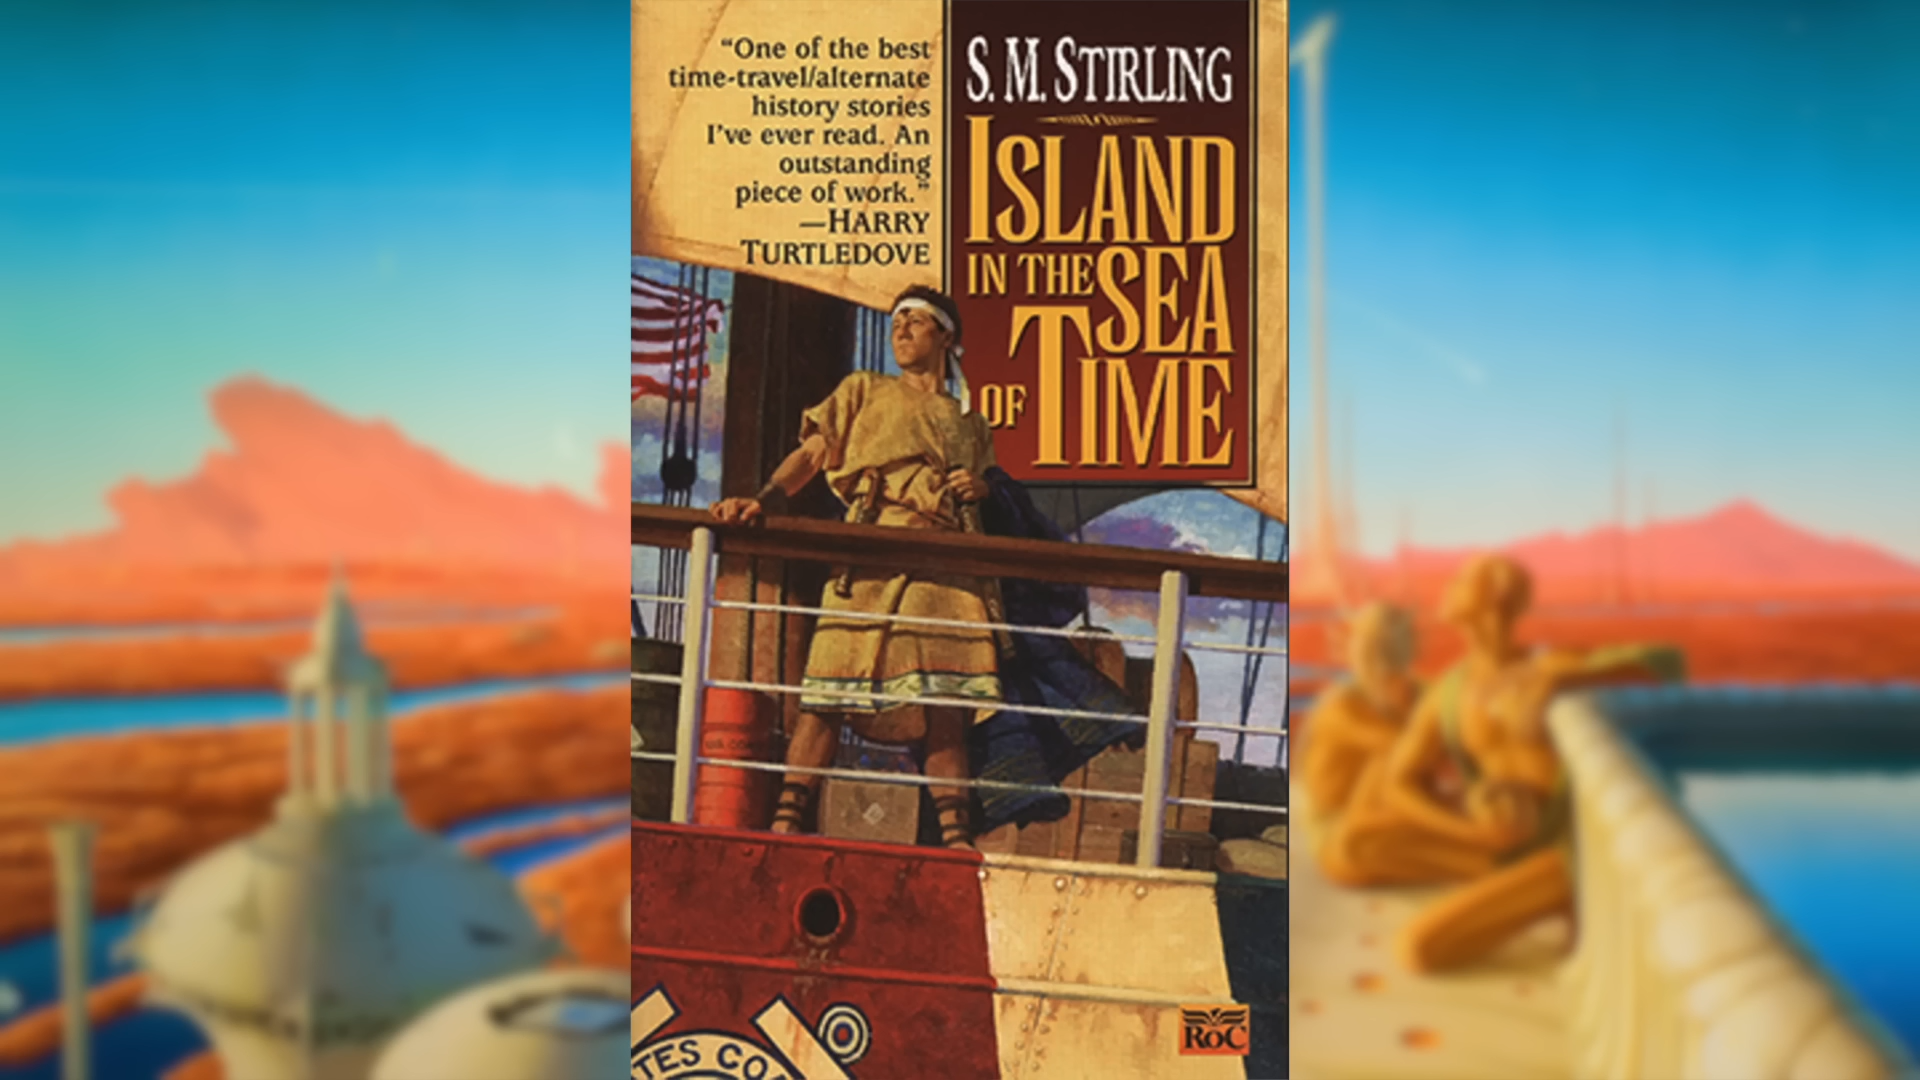 “One of the best
time-travel/alternate
history stories
I’ve ever read. An
outstanding
piece of work.”
—HARRY
TURTLEDOVE
S. M. STIRLING
ISLAND
IN THE SEA
OF TIME
TES CO
ROC